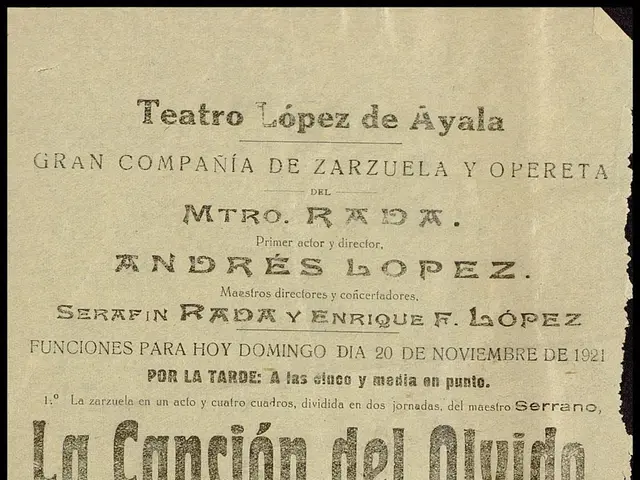 Teatro López de Ayala
GRAN COMPAÑÍA DE ZARZUELA Y OPERETA
DEL
MTRO. RADA.
Primer actor y director,
ANDRÉS LOPEZ.
Maestros directores y concertadores,
SERAFIN RADA Y ENRIQUE F. LÓPEZ
FUNCIONES PARA HOY DOMINGO DIA 20 DE NOVIEMBRE DE 1921
POR LA TARDE: A las cinco y media en punto.
1.º La zarzuela en un acto y cuatro cuadros, dividida en dos jornadas, del maestro Serrano,
La Canción del Olvido